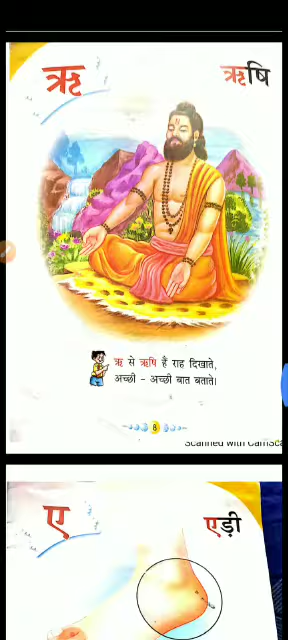 ऋ
ऋषि
ऋ से ऋषि हैं राह दिखाते,
अच्छी - अच्छी बात बताते।
8
Scanned with CamSca
ए
एड़ी